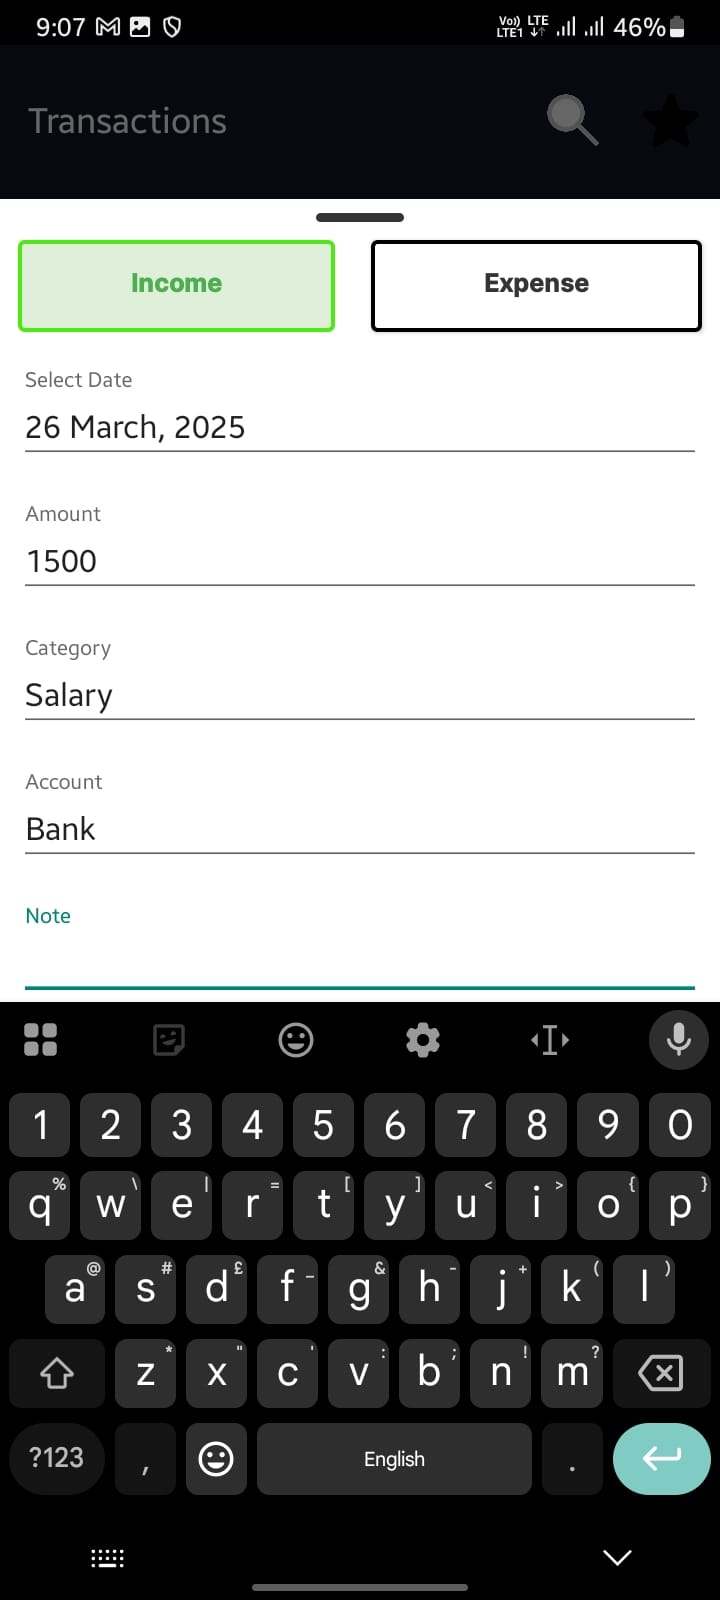 9:07 Vo)) LTE1 LTE 46%
Transactions
Income Expense
Select Date
26 March, 2025
Amount
1500
Category
Salary
Account
Bank
Note
1 2 3 4 5 6 7 8 9 0
q% w\ e| r= t[ y] u< i> o{ p}
a@ s# d£ f_ g& h- j+ k( l)
z* x" c' v: b; n! m?
?123 , English .